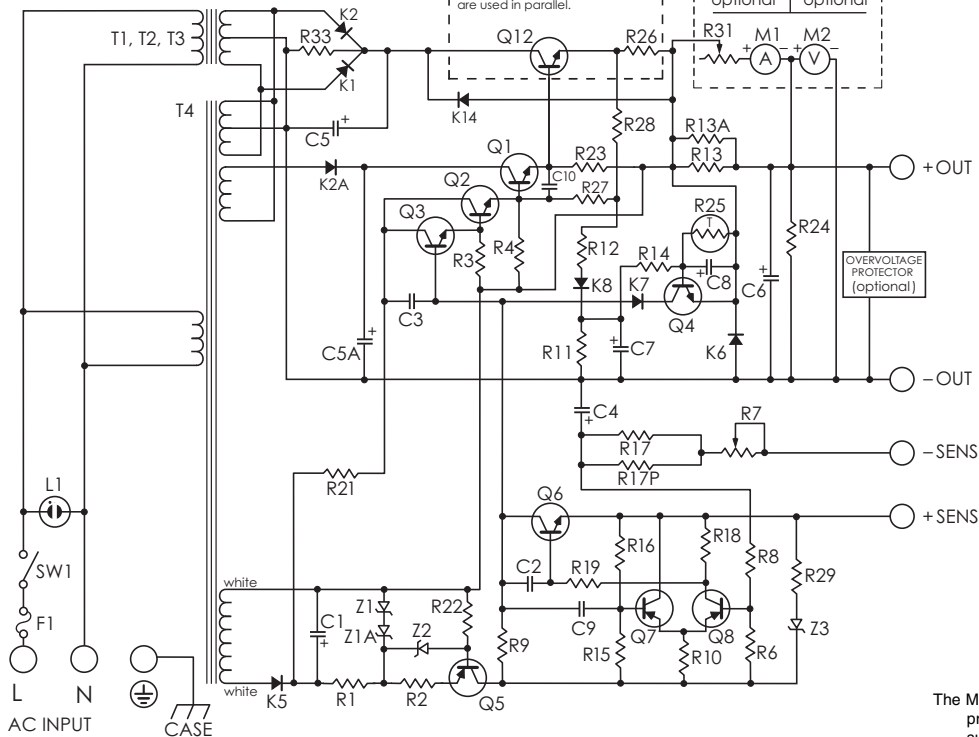 are used in parallel.
optional optional
K2
T1, T2, T3
R33
Q12
R26
R31
M1
M2
+ A − + V −
K1
T4
K14
C5 +
R28
R13A
Q1
R23
R13
+OUT
K2A
C10
Q2
R27
R25
T
Q3
R24
R12
R4
R3
R14
OVERVOLTAGE
PROTECTOR
(optional)
K8
K7
+ C8
C6 +
C3
Q4
C5A +
R11
+ C7
K6
−OUT
C4
+
R7
R17
−SENS
R17P
R21
L1
Q6
+SENS
R16
R18
R8
SW1
C2
R19
R29
white
Z1
R22
F1
C1
Z1A
Z2
C9
Q7
Q8
Z3
+
R9
R15
R10
R6
L
N
white
K5
R1
R2
Q5
AC INPUT
CASE
The M
pr